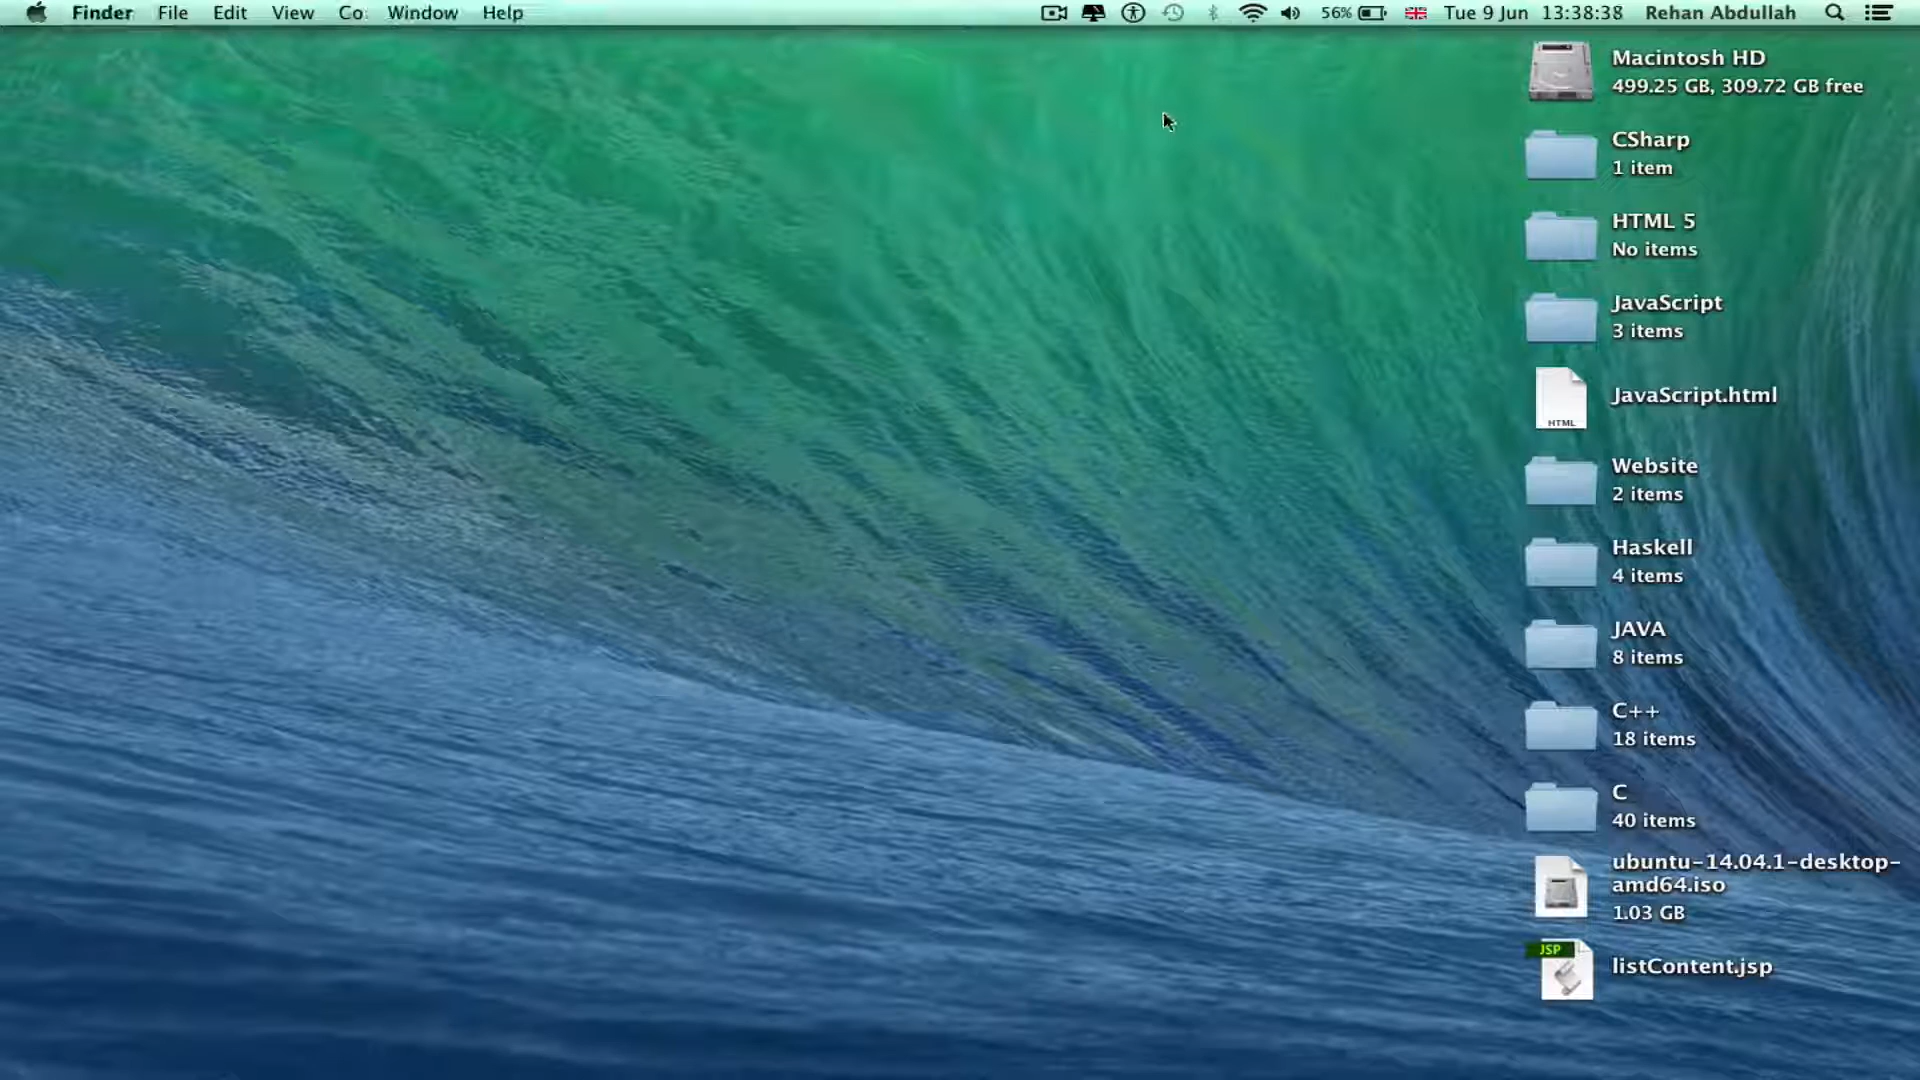 Finder File Edit View Co Window Help 56% Tue 9 Jun 13:38:38 Rehan Abdullah
Macintosh HD
499.25 GB, 309.72 GB free
CSharp
1 item
HTML 5
No items
JavaScript
3 items
JavaScript.html
HTML
Website
2 items
Haskell
4 items
JAVA
8 items
C++
18 items
C
40 items
ubuntu-14.04.1-desktop-
amd64.iso
1.03 GB
JSP
listContent.jsp